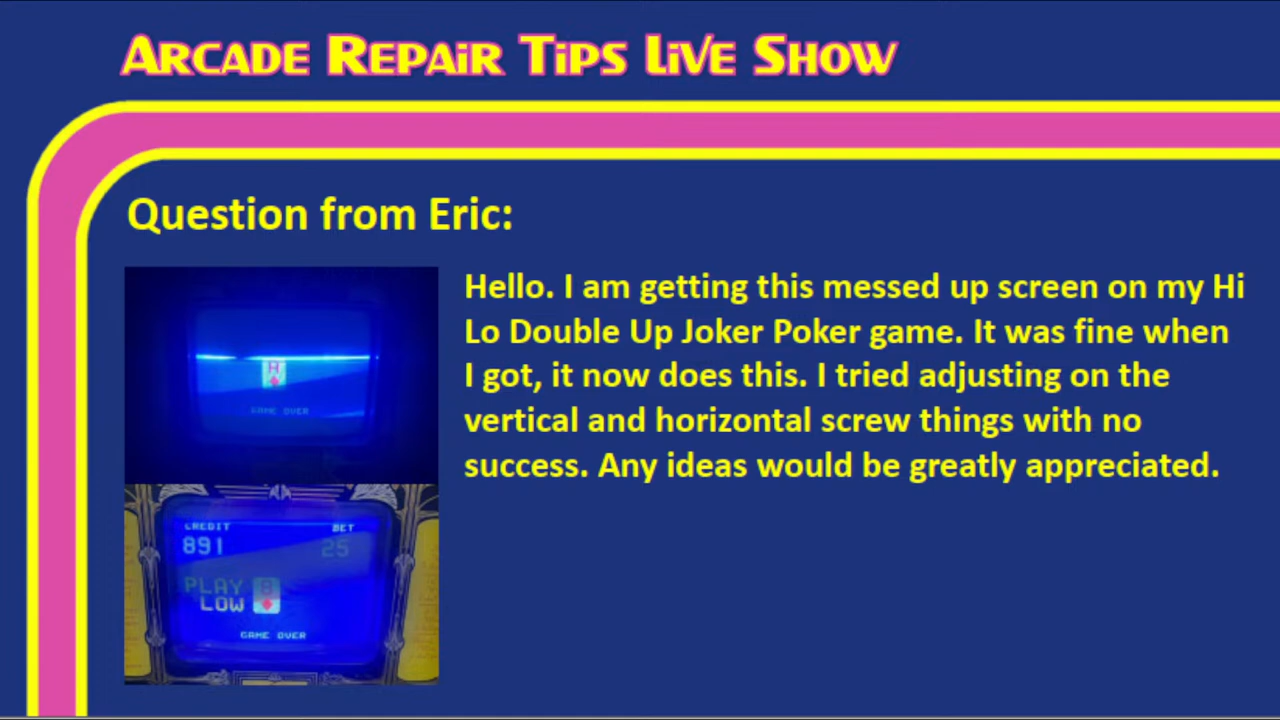 Arcade Repair Tips Live Show
Question from Eric:
Hello. I am getting this messed up screen on my Hi
Lo Double Up Joker Poker game. It was fine when
I got, it now does this. I tried adjusting on the
vertical and horizontal screw things with no
success. Any ideas would be greatly appreciated.
GAME OVER
CREDIT BET
891 25
PLAY 8
LOW
GAME OVER